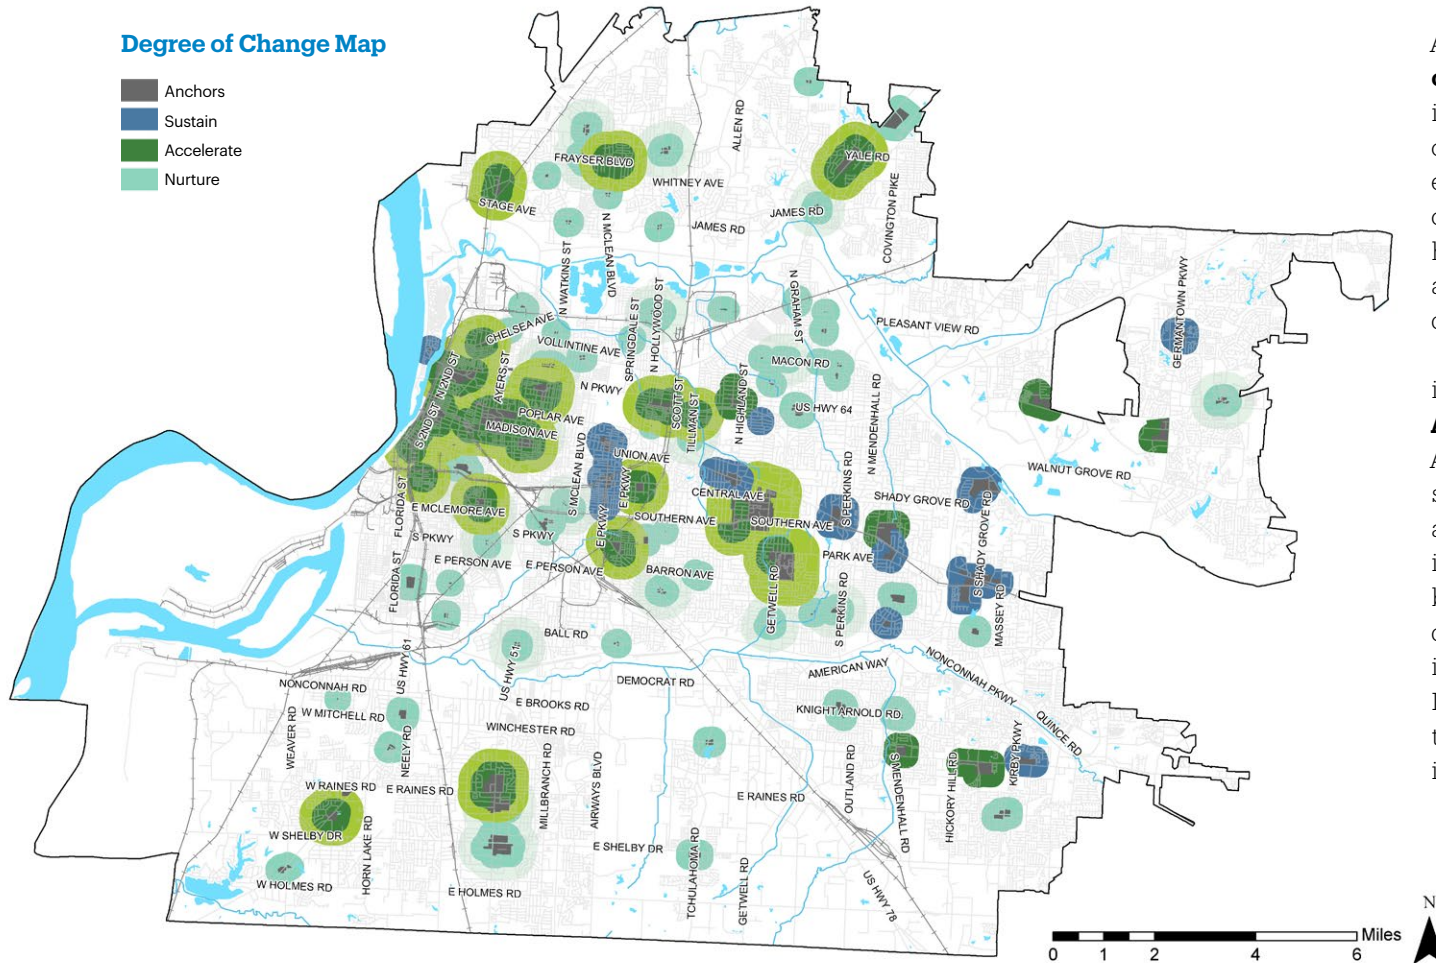 Degree of Change Map
Anchors
Sustain
Accelerate
Nurture
ALLEN RD
FRAYSER BLVD
YALE RD
WHITNEY AVE
STAGE AVE
JAMES RD
JAMES RD
COVINGTON PIKE
N MCLEAN BLVD
N WATKINS ST
N HOLLYWOOD ST
SPRINGDALE ST
N GRAHAM ST
GERMANTOWN PKWY
CHELSEA AVE
PLEASANT VIEW RD
VOLLINTINE AVE
MACON RD
N 2ND ST
AYERS ST
N PKWY
SCOTT ST
TILLMAN ST
N HIGHLAND ST
US HWY 64
N MENDENHALL RD
S 2ND ST
POPLAR AVE
MADISON AVE
S MCLEAN BLVD
UNION AVE
E PKWY
WALNUT GROVE RD
CENTRAL AVE
S PERKINS RD
SHADY GROVE RD
SHADY GROVE RD
FLORIDA ST
E MCLEMORE AVE
SOUTHERN AVE
SOUTHERN AVE
S PKWY
S PKWY
E PKWY
PARK AVE
E PERSON AVE
E PERSON AVE
BARRON AVE
S SHADY GROVE RD
FLORIDA ST
GETWELL RD
S PERKINS RD
MASSEY RD
BALL RD
US HWY 61
US HWY 51
NONCONNAH PKWY
AMERICAN WAY
NONCONNAH RD
DEMOCRAT RD
E BROOKS RD
W MITCHELL RD
KNIGHT ARNOLD RD
QUINCE RD
WINCHESTER RD
WEAVER RD
NEELY RD
MILLBRANCH RD
AIRWAYS BLVD
OUTLAND RD
S MENDENHALL RD
HICKORY HILL RD
KIRBY PKWY
W RAINES RD
E RAINES RD
E RAINES RD
W SHELBY DR
HORN LAKE RD
E SHELBY DR
TCHULAHOMA RD
GETWELL RD
US HWY 78
W HOLMES RD
E HOLMES RD
N
0 1 2 4 6 Miles